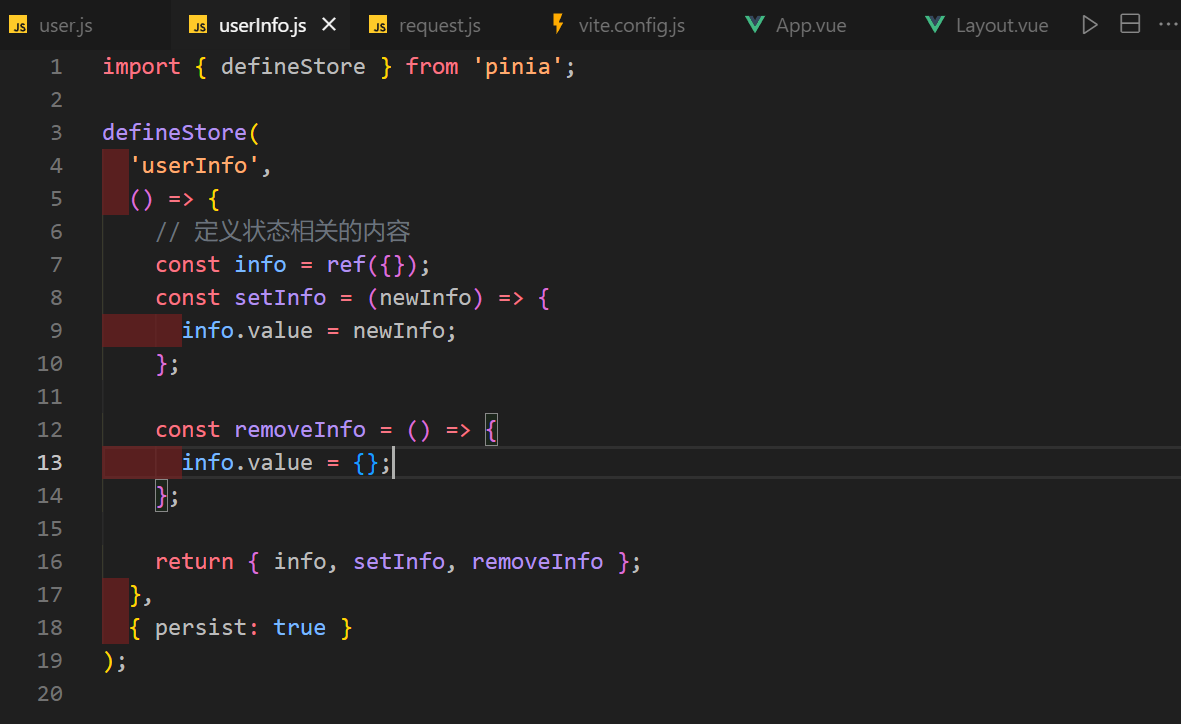 user.js userInfo.js request.js vite.config.js App.vue Layout.vue
1 import { defineStore } from 'pinia';
2
3 defineStore(
4   'userInfo',
5   () => {
6     // 定义状态相关的内容
7     const info = ref({});
8     const setInfo = (newInfo) => {
9       info.value = newInfo;
10     };
11
12     const removeInfo = () => {
13       info.value = {};
14     };
15
16     return { info, setInfo, removeInfo };
17   },
18   { persist: true }
19 );
20